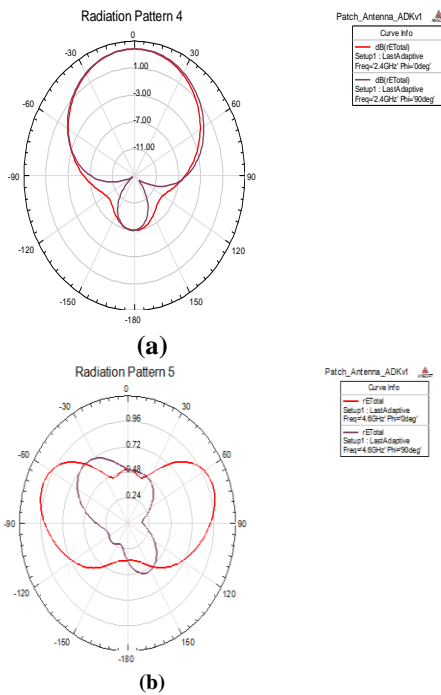 Radiation Pattern 4
Patch_Antenna_ADKv1
Curve Info
dB(rETotal)
Setup1 : LastAdaptive
Freq='2.4GHz' Phi='0deg'
dB(rETotal)
Setup1 : LastAdaptive
Freq='2.4GHz' Phi='90deg'
0
-30
30
1.00
-60
60
-3.00
-7.00
-11.00
-90
90
-120
120
-150
150
-180
(a)
Radiation Pattern 5
Patch_Antenna_ADKv1
Curve Info
rETotal
Setup1 : LastAdaptive
Freq='4.6GHz' Phi='0deg'
rETotal
Setup1 : LastAdaptive
Freq='4.6GHz' Phi='90deg'
0
-30
30
0.96
-60
60
0.72
0.48
0.24
-90
90
-120
120
-150
150
-180
(b)